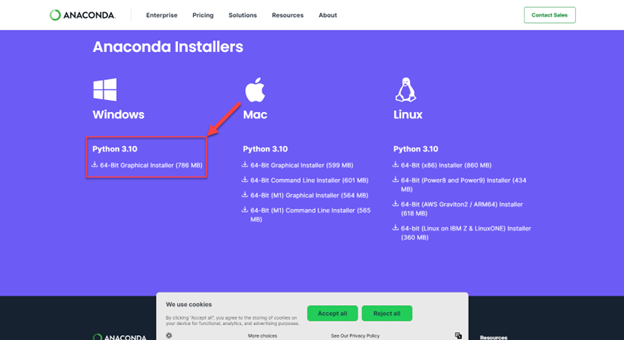 ANACONDA.
Enterprise
Pricing
Solutions
Resources
About
Contact Sales
Anaconda Installers
Windows
Python 3.10
64-Bit Graphical Installer (786 MB)
Mac
Python 3.10
64-Bit Graphical Installer (599 MB)
64-Bit Command Line Installer (601 MB)
64-Bit (M1) Graphical Installer (564 MB)
64-Bit (M1) Command Line Installer (565
MB)
Linux
Python 3.10
64-Bit (x86) Installer (860 MB)
64-Bit (Power8 and Power9) Installer (434
MB)
64-Bit (AWS Graviton2 / ARM64) Installer
(618 MB)
64-bit (Linux on IBM Z & LinuxONE) Installer
(360 MB)
We use cookies
By clicking "Accept all", you agree to the storing of cookies on
your device for functional, analytics, and advertising purposes.
Accept all
Reject all
More choices
See Our Privacy Policy
ANACONDA
Resources